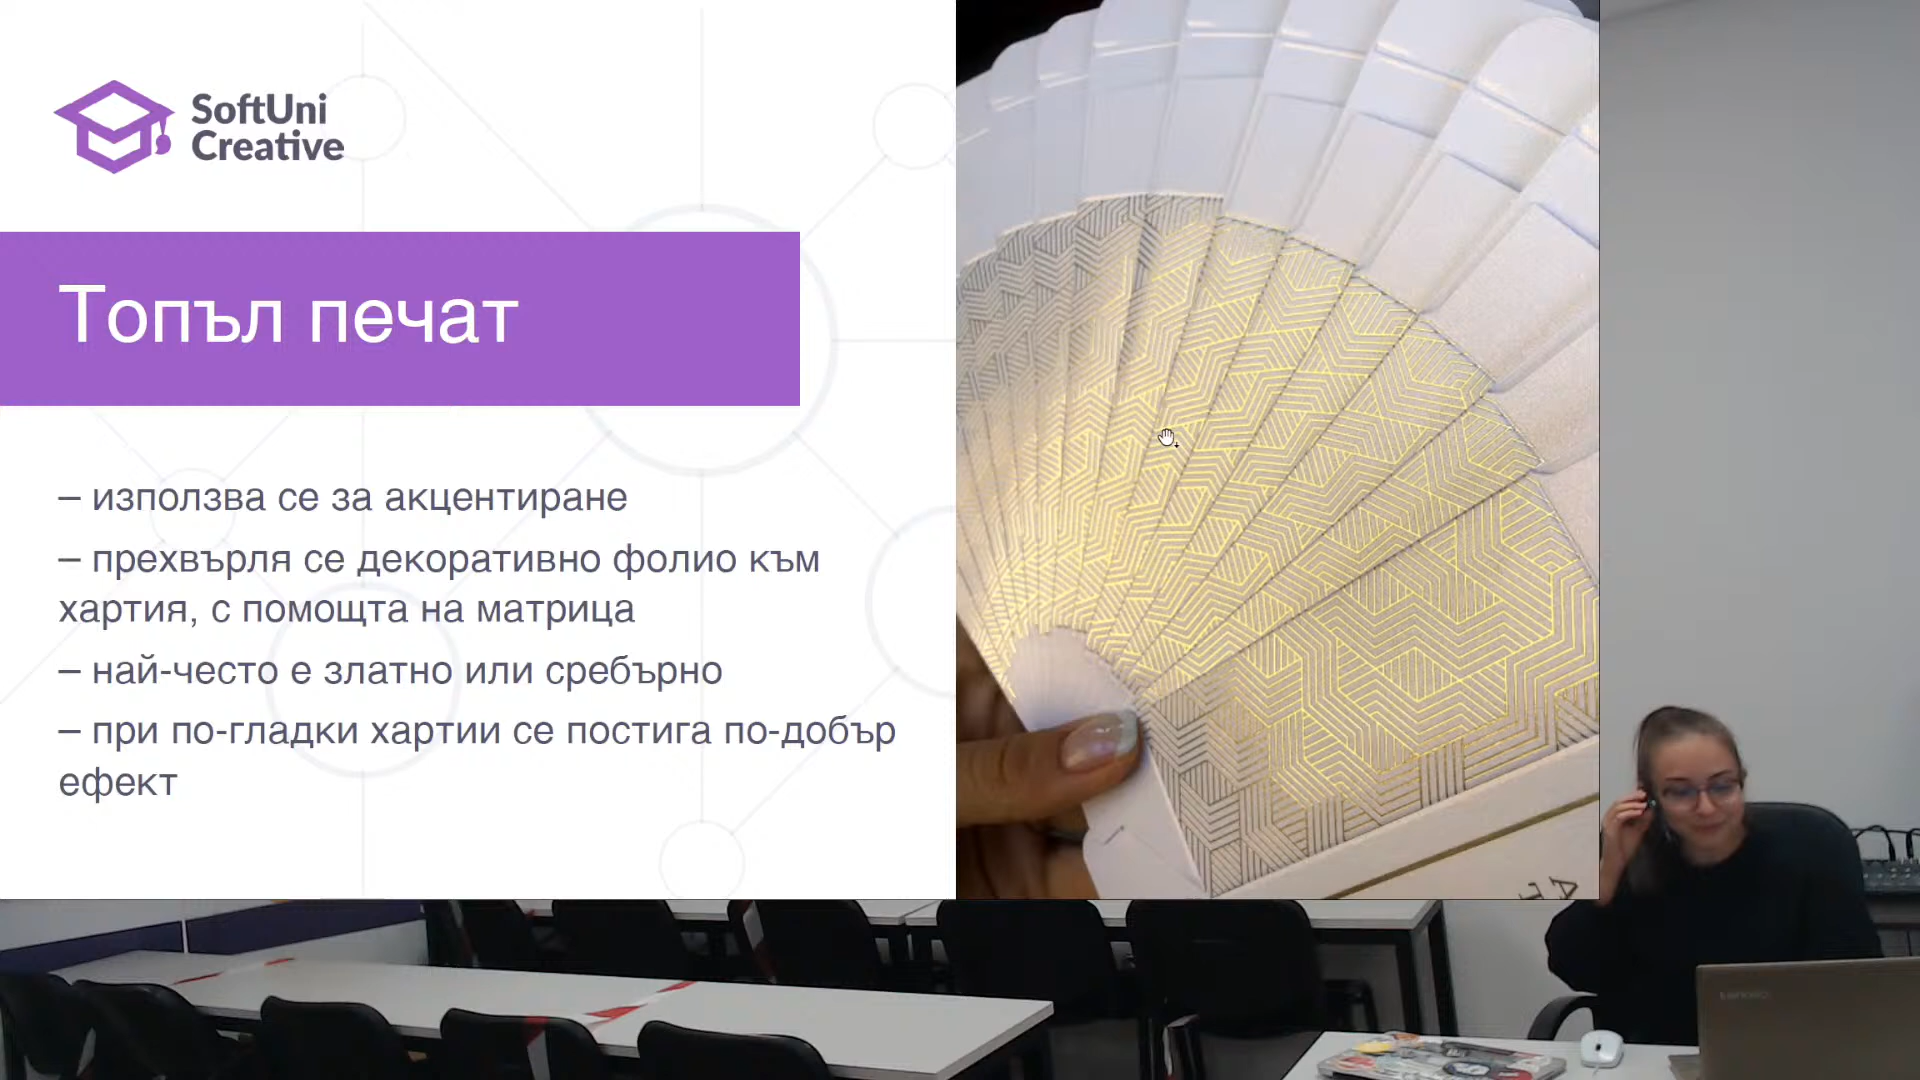 SoftUni
Creative
Топъл печат
– използва се за акцентиране
– прехвърля се декоративно фолио към
хартия, с помощта на матрица
– най-често е златно или сребърно
– при по-гладки хартии се постига по-добър
ефект
Lenovo